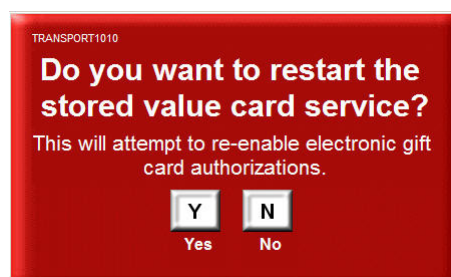 TRANSPORT1010
Do you want to restart the
stored value card service?
This will attempt to re-enable electronic gift
card authorizations.
Y N
Yes No